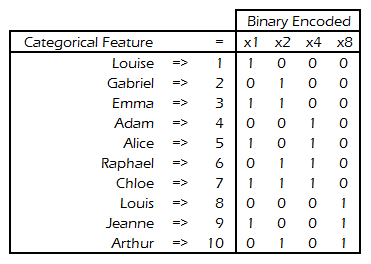 Binary Encoded
Categorical Feature = x1 x2 x4 x8
Louise => 1 1 0 0 0
Gabriel => 2 0 1 0 0
Emma => 3 1 1 0 0
Adam => 4 0 0 1 0
Alice => 5 1 0 1 0
Raphael => 6 0 1 1 0
Chloe => 7 1 1 1 0
Louis => 8 0 0 0 1
Jeanne => 9 1 0 0 1
Arthur => 10 0 1 0 1